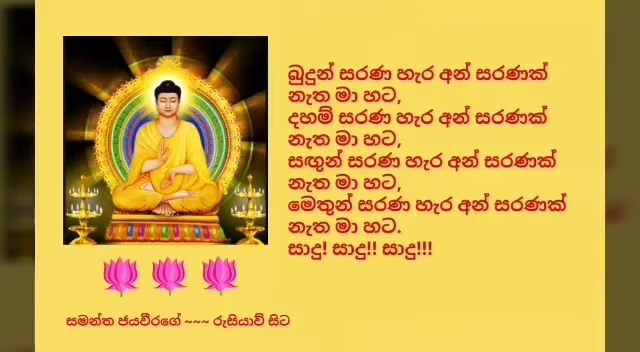 බුදුන් සරණ හැර අන් සරණක්
නැත මා හට,
දහම් සරණ හැර අන් සරණක්
නැත මා හට,
සඟුන් සරණ හැර අන් සරණක්
නැත මා හට,
මෙතුන් සරණ හැර අන් සරණක්
නැත මා හට.
සාදු! සාදු!! සාදු!!!
සමන්ත ජයවීරගේ ~~~ රුසියාව් සිට